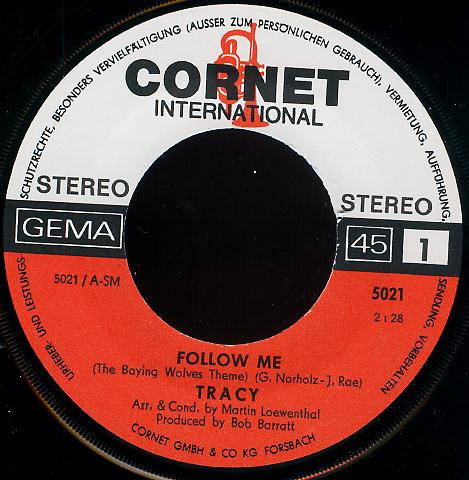 SCHUTZRECHTE, BESONDERS VERVIELFÄLTIGUNG (AUSSER ZUM PERSÖNLICHEN GEBRAUCH), VERMIETUNG, AUFFÜHRUNG, SENDUNG, VORBEHALTEN
CORNET
INTERNATIONAL
STEREO
STEREO
GEMA
45
1
5021 / A-SM
5021
2:28
FOLLOW ME
(The Baying Wolves Theme) (G. Norholz-J. Rae)
TRACY
Arr. & Cond. by Martin Loewenthal
Produced by Bob Barratt
CORNET GMBH & CO KG FORSBACH
URHEBER- UND LEISTUNGS-